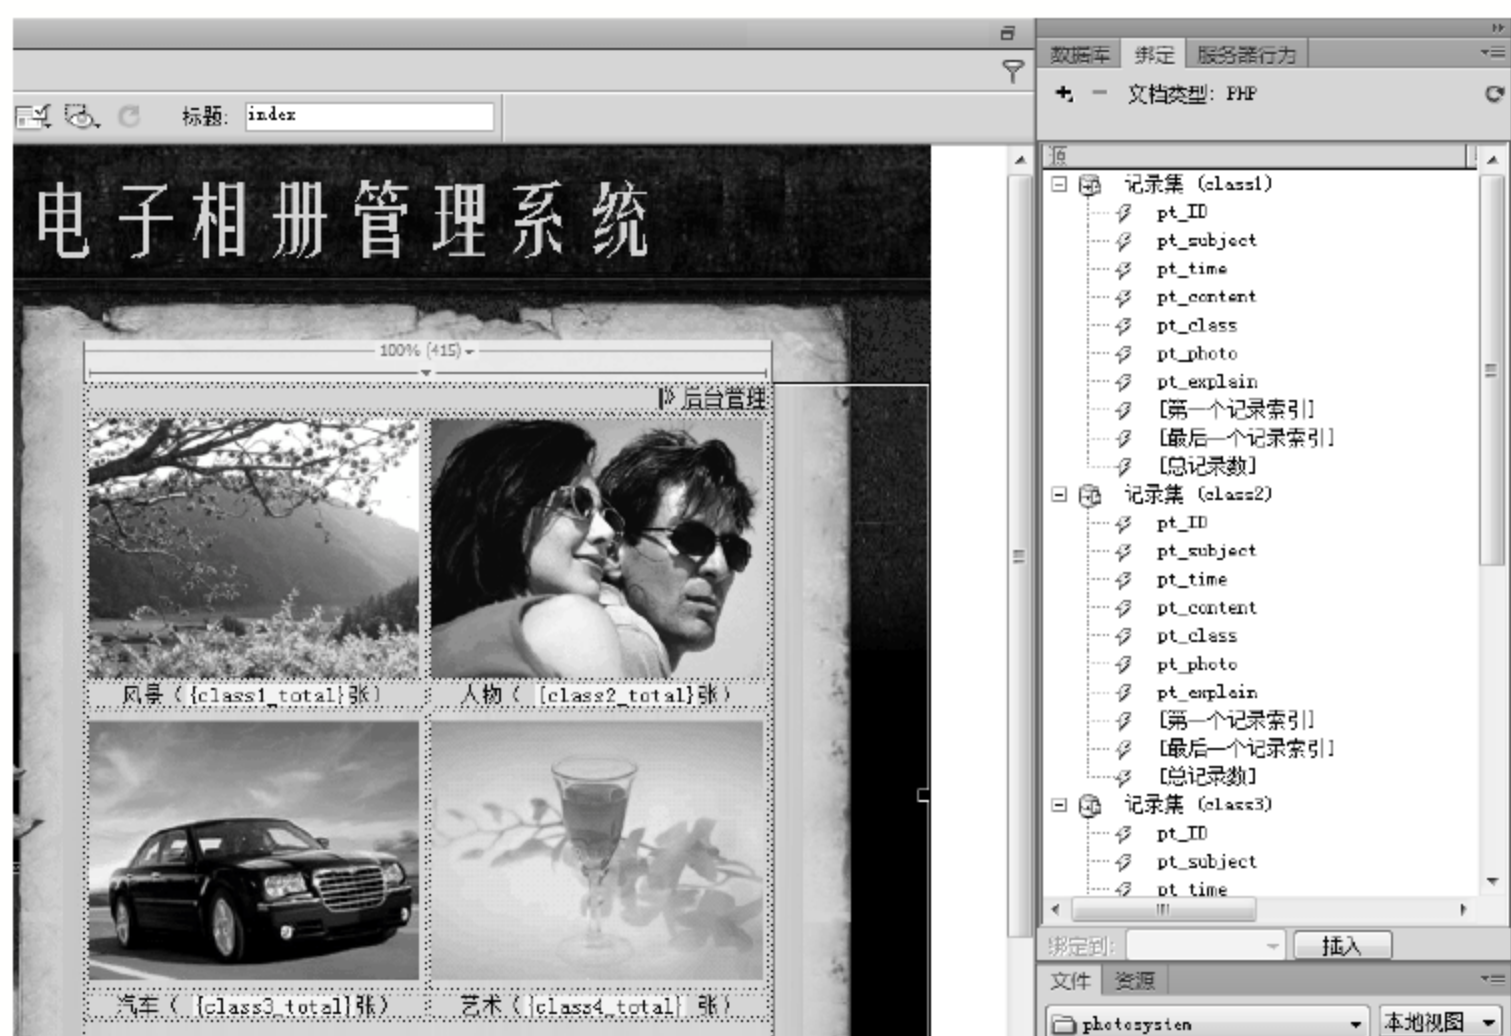 数据库 绑定 服务器行为
文档类型: PHP
标题: index
源
电子相册管理系统
100% (415)
后台管理
风景（{class1_total}张）
人物（{class2_total}张）
汽车（{class3_total}张）
艺术（{class4_total} 张）
记录集 (class1)
pt_ID
pt_subject
pt_time
pt_content
pt_class
pt_photo
pt_explain
[第一个记录索引]
[最后一个记录索引]
[总记录数]
记录集 (class2)
pt_ID
pt_subject
pt_time
pt_content
pt_class
pt_photo
pt_explain
[第一个记录索引]
[最后一个记录索引]
[总记录数]
记录集 (class3)
pt_ID
pt_subject
pt_time
绑定到:
插入
文件 资源
photosystem
本地视图